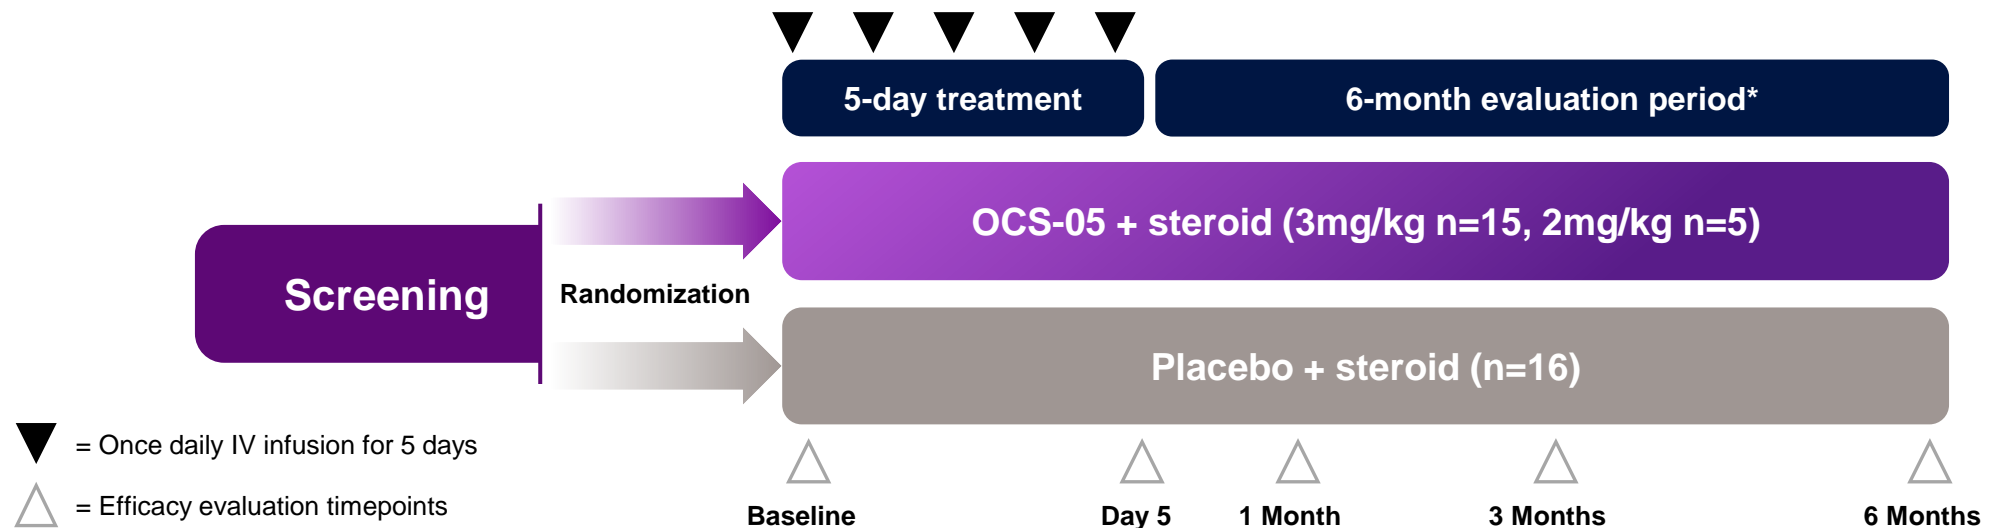 5-day treatment
6-month evaluation period*
OCS-05 + steroid (3mg/kg n=15, 2mg/kg n=5)
Screening
Randomization
Placebo + steroid (n=16)
= Once daily IV infusion for 5 days
= Efficacy evaluation timepoints
Baseline
Day 5
1 Month
3 Months
6 Months